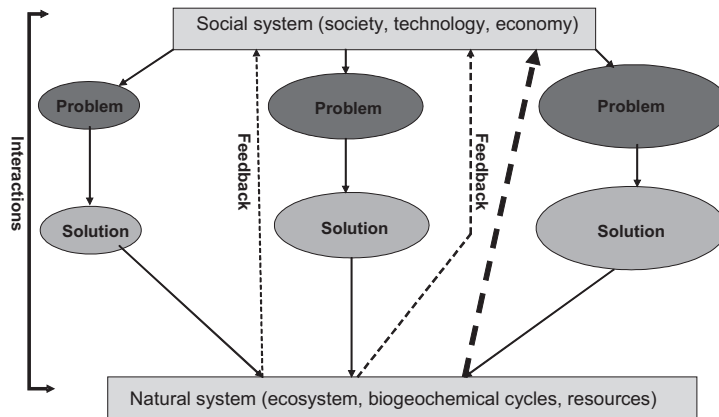 Social system (society, technology, economy)
Problem
Problem
Problem
Interactions
Feedback
Feedback
Solution
Solution
Solution
Natural system (ecosystem, biogeochemical cycles, resources)